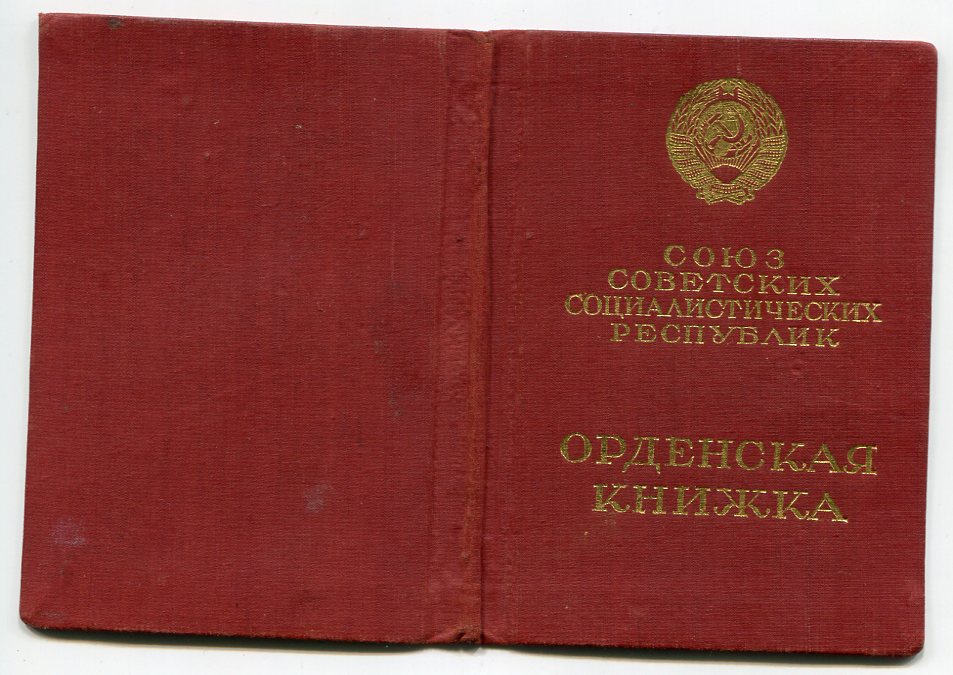 СОЮЗ
СОВЕТСКИХ
СОЦИАЛИСТИЧЕСКИХ
РЕСПУБЛИК
ОРДЕНСКАЯ
КНИЖКА